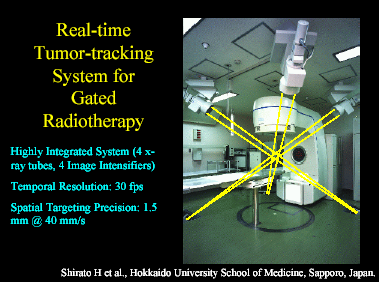 Real-time
Tumor-tracking
System for
Gated
Radiotherapy
Highly Integrated System (4 x-
ray tubes, 4 Image Intensifiers)
Temporal Resolution: 30 fps
Spatial Targeting Precision: 1.5
mm @ 40 mm/s
Shirato H et al., Hokkaido University School of Medicine, Sapporo, Japan.